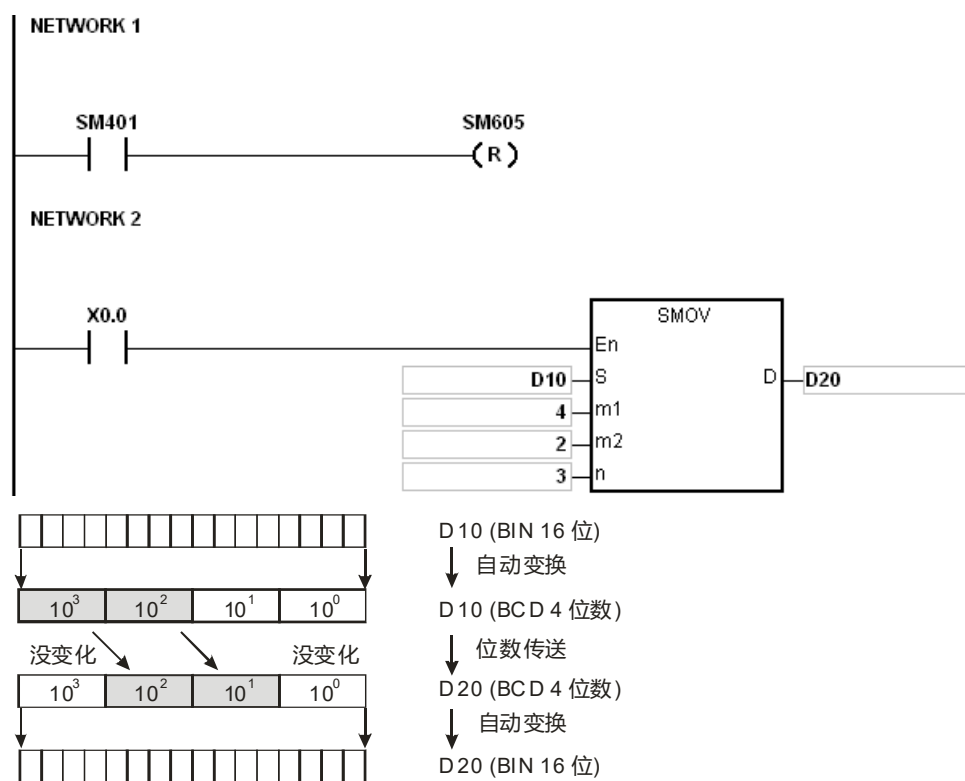 NETWORK 1
SM401 SM605
( R )
NETWORK 2
X0.0 SMOV
En
D10 S D D20
4 m1
2 m2
3 n
D10 (BIN 16 位)
自动变换
10³ 10² 10¹ 10⁰ D10 (BCD 4 位数)
没变化 没变化 位数传送
10³ 10² 10¹ 10⁰ D20 (BCD 4 位数)
自动变换
D20 (BIN 16 位)